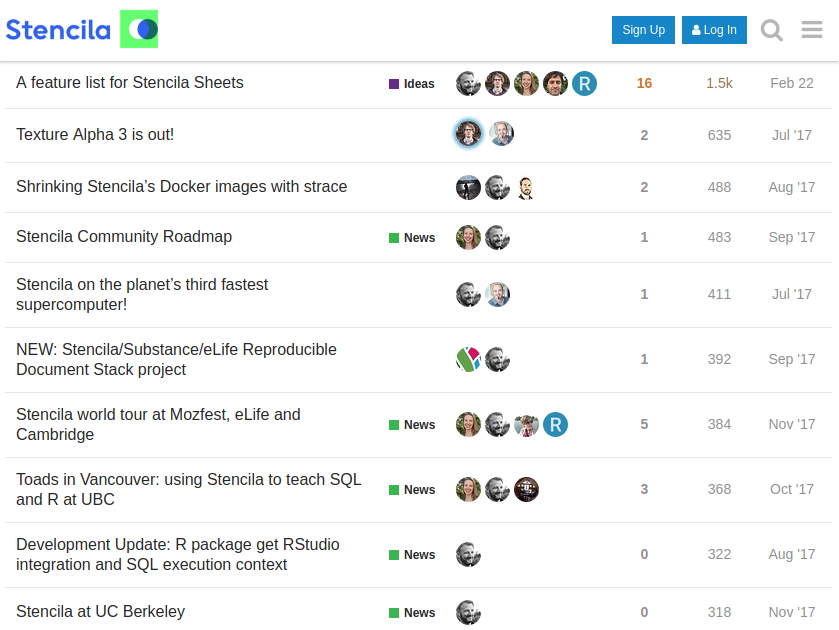 Stencila
Sign Up
Log In
A feature list for Stencila Sheets Ideas R 16 1.5k Feb 22
Texture Alpha 3 is out! 2 635 Jul '17
Shrinking Stencila’s Docker images with strace 2 488 Aug '17
Stencila Community Roadmap News 1 483 Sep '17
Stencila on the planet’s third fastest
supercomputer! 1 411 Jul '17
NEW: Stencila/Substance/eLife Reproducible
Document Stack project 1 392 Sep '17
Stencila world tour at Mozfest, eLife and
Cambridge News R 5 384 Nov '17
Toads in Vancouver: using Stencila to teach SQL
and R at UBC News 3 368 Oct '17
Development Update: R package get RStudio
integration and SQL execution context News 0 322 Aug '17
Stencila at UC Berkeley News 0 318 Nov '17